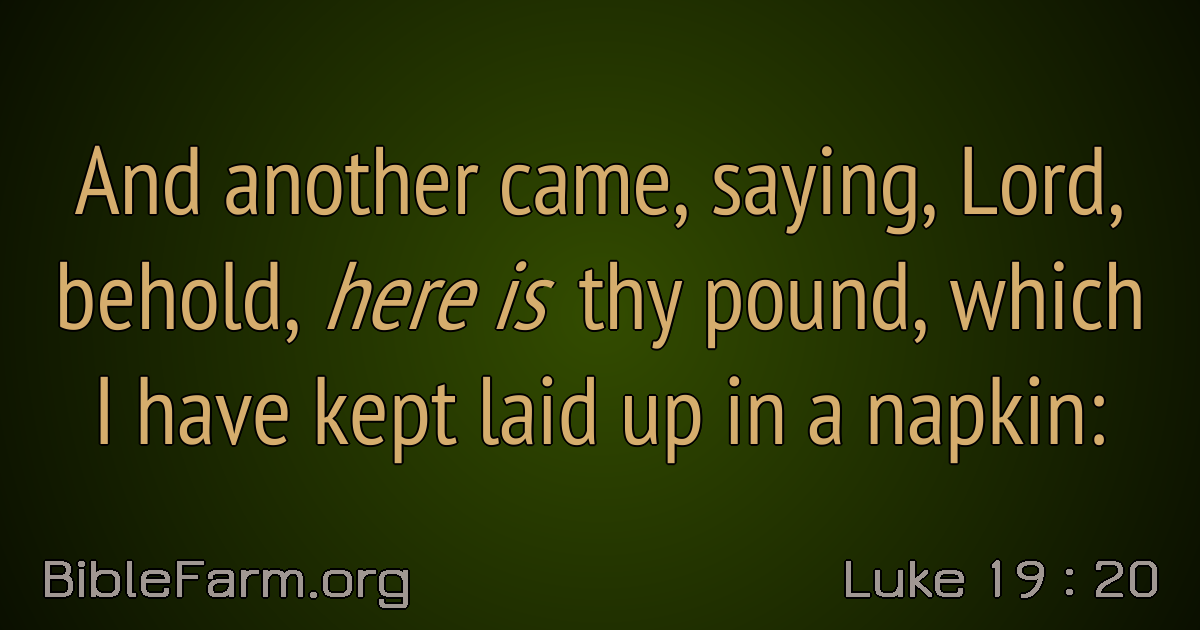 And another came, saying, Lord,
behold, here is thy pound, which
I have kept laid up in a napkin:
BibleFarm.org
Luke 19 : 20